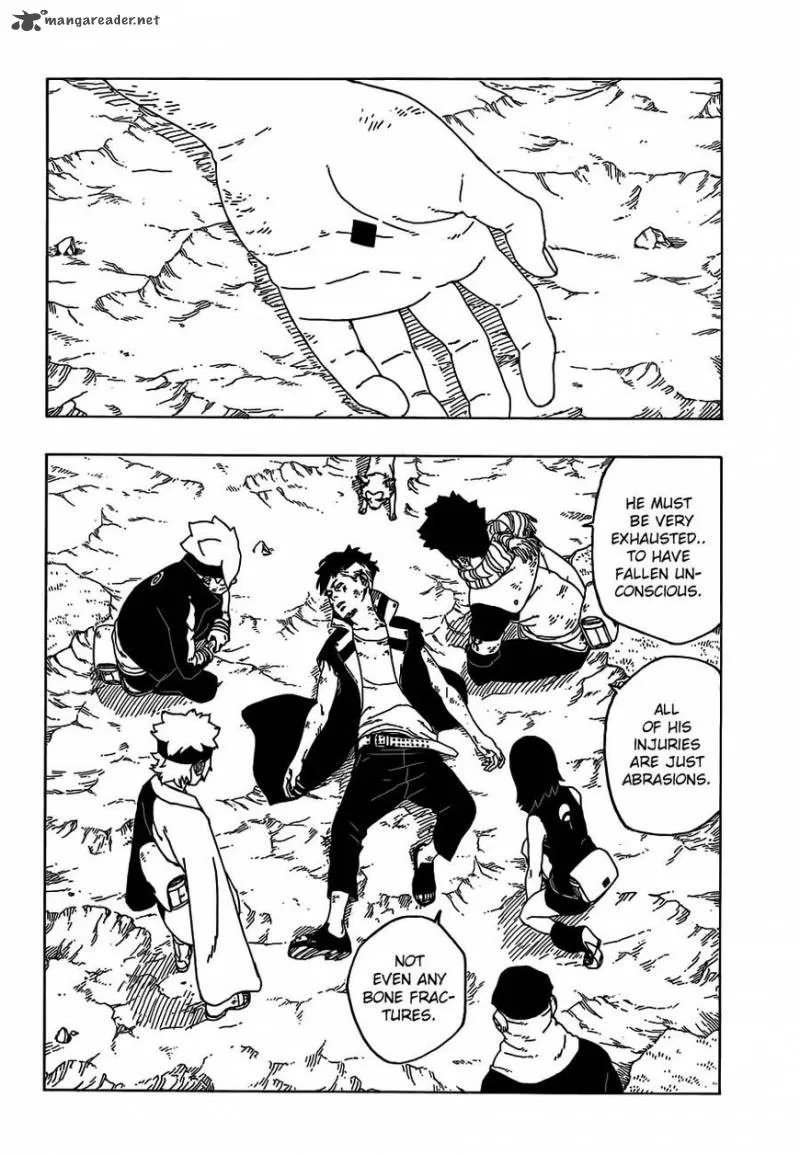 mangareader.net
HE MUST
BE VERY
EXHAUSTED..
TO HAVE
FALLEN UN-
CONSCIOUS.
ALL
OF HIS
INJURIES
ARE JUST
ABRASIONS.
NOT
EVEN ANY
BONE FRAC-
TURES.